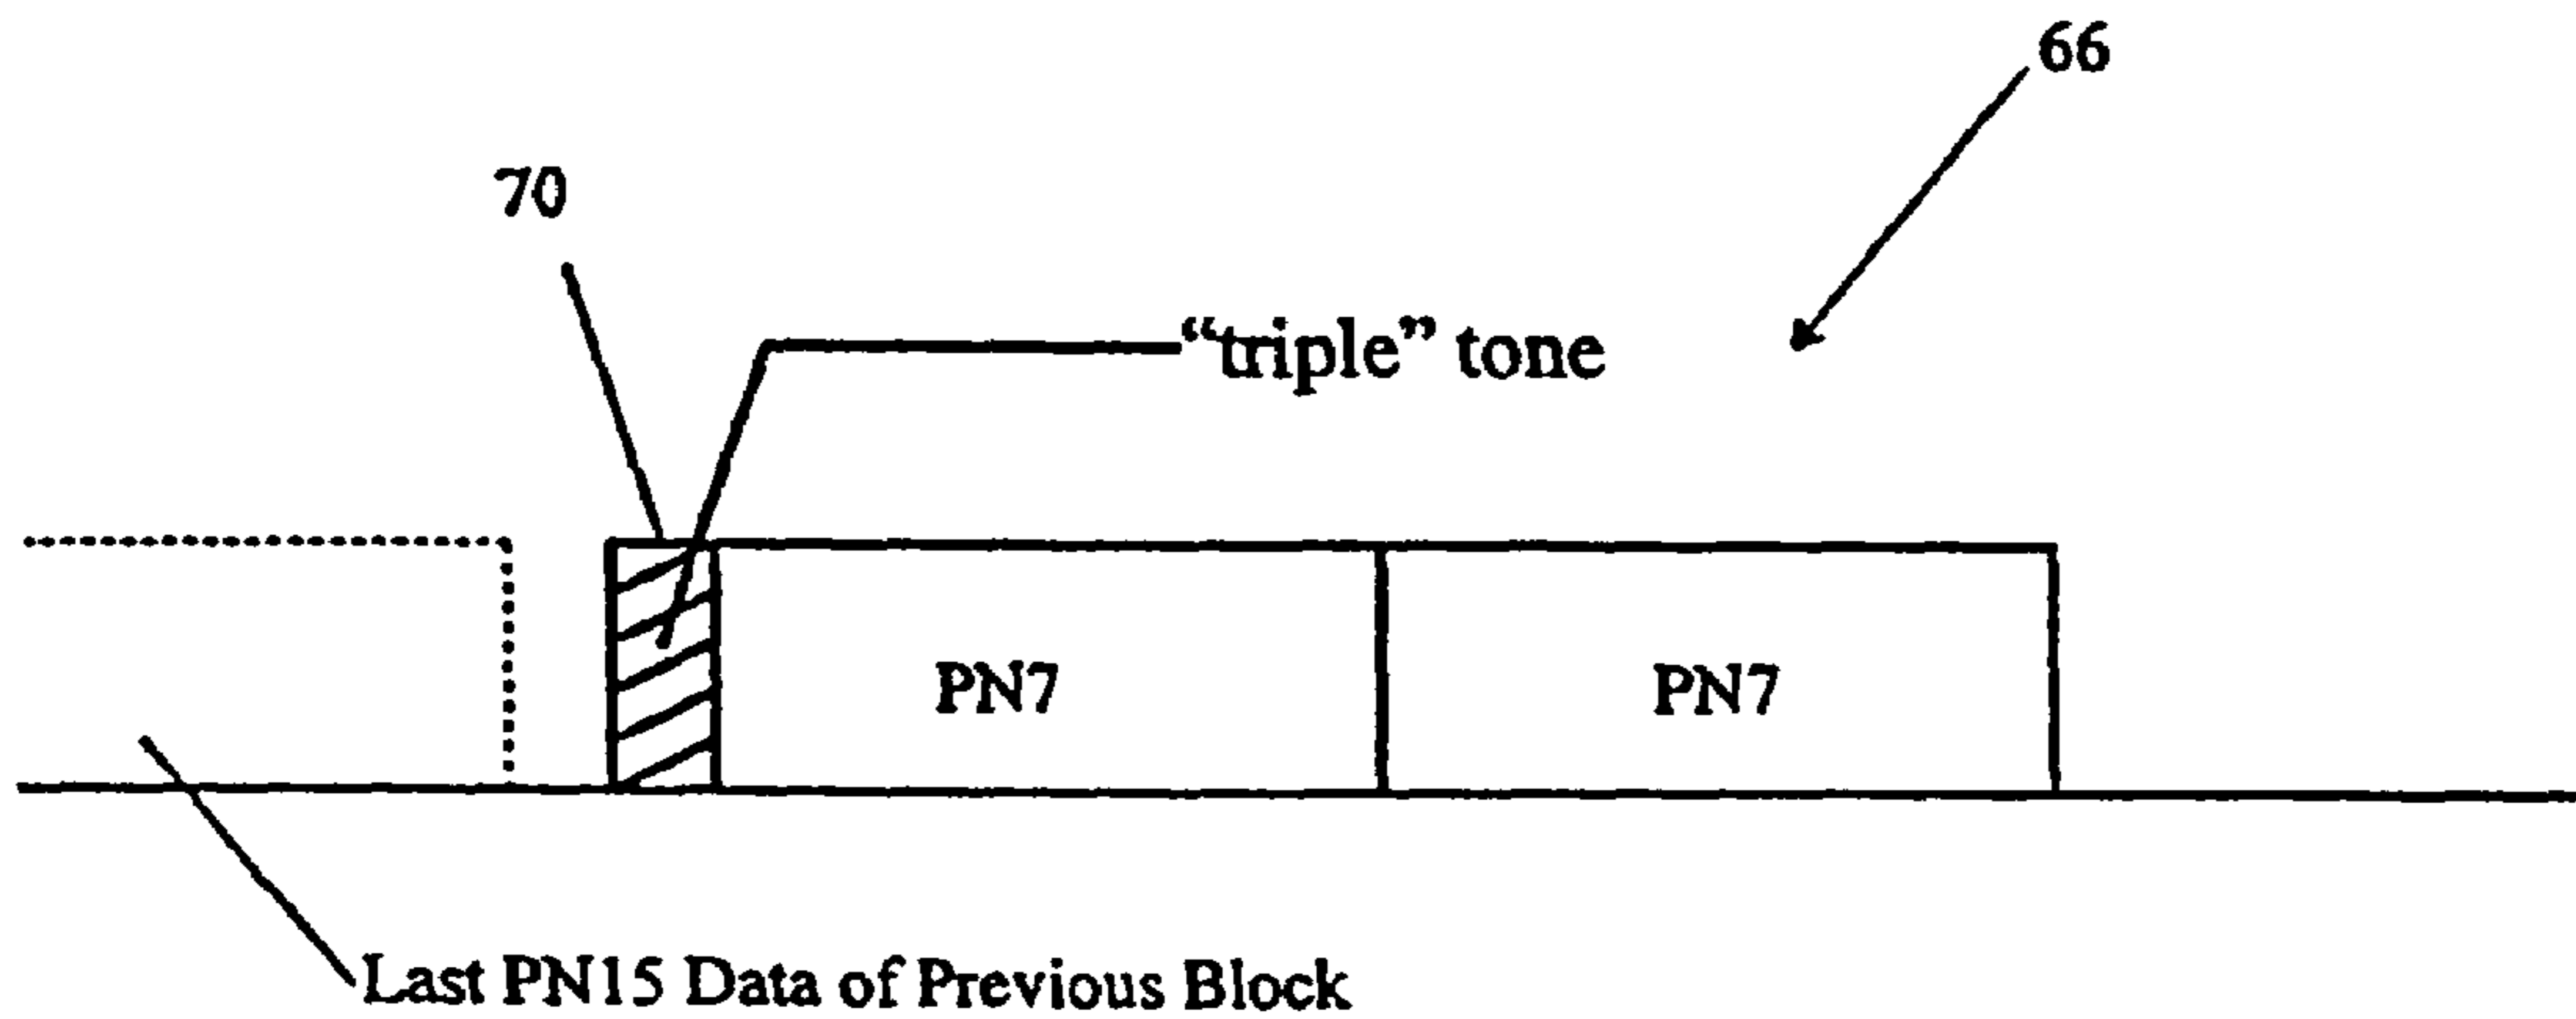 66
70
“triple” tone
PN7 PN7
Last PN15 Data of Previous Block